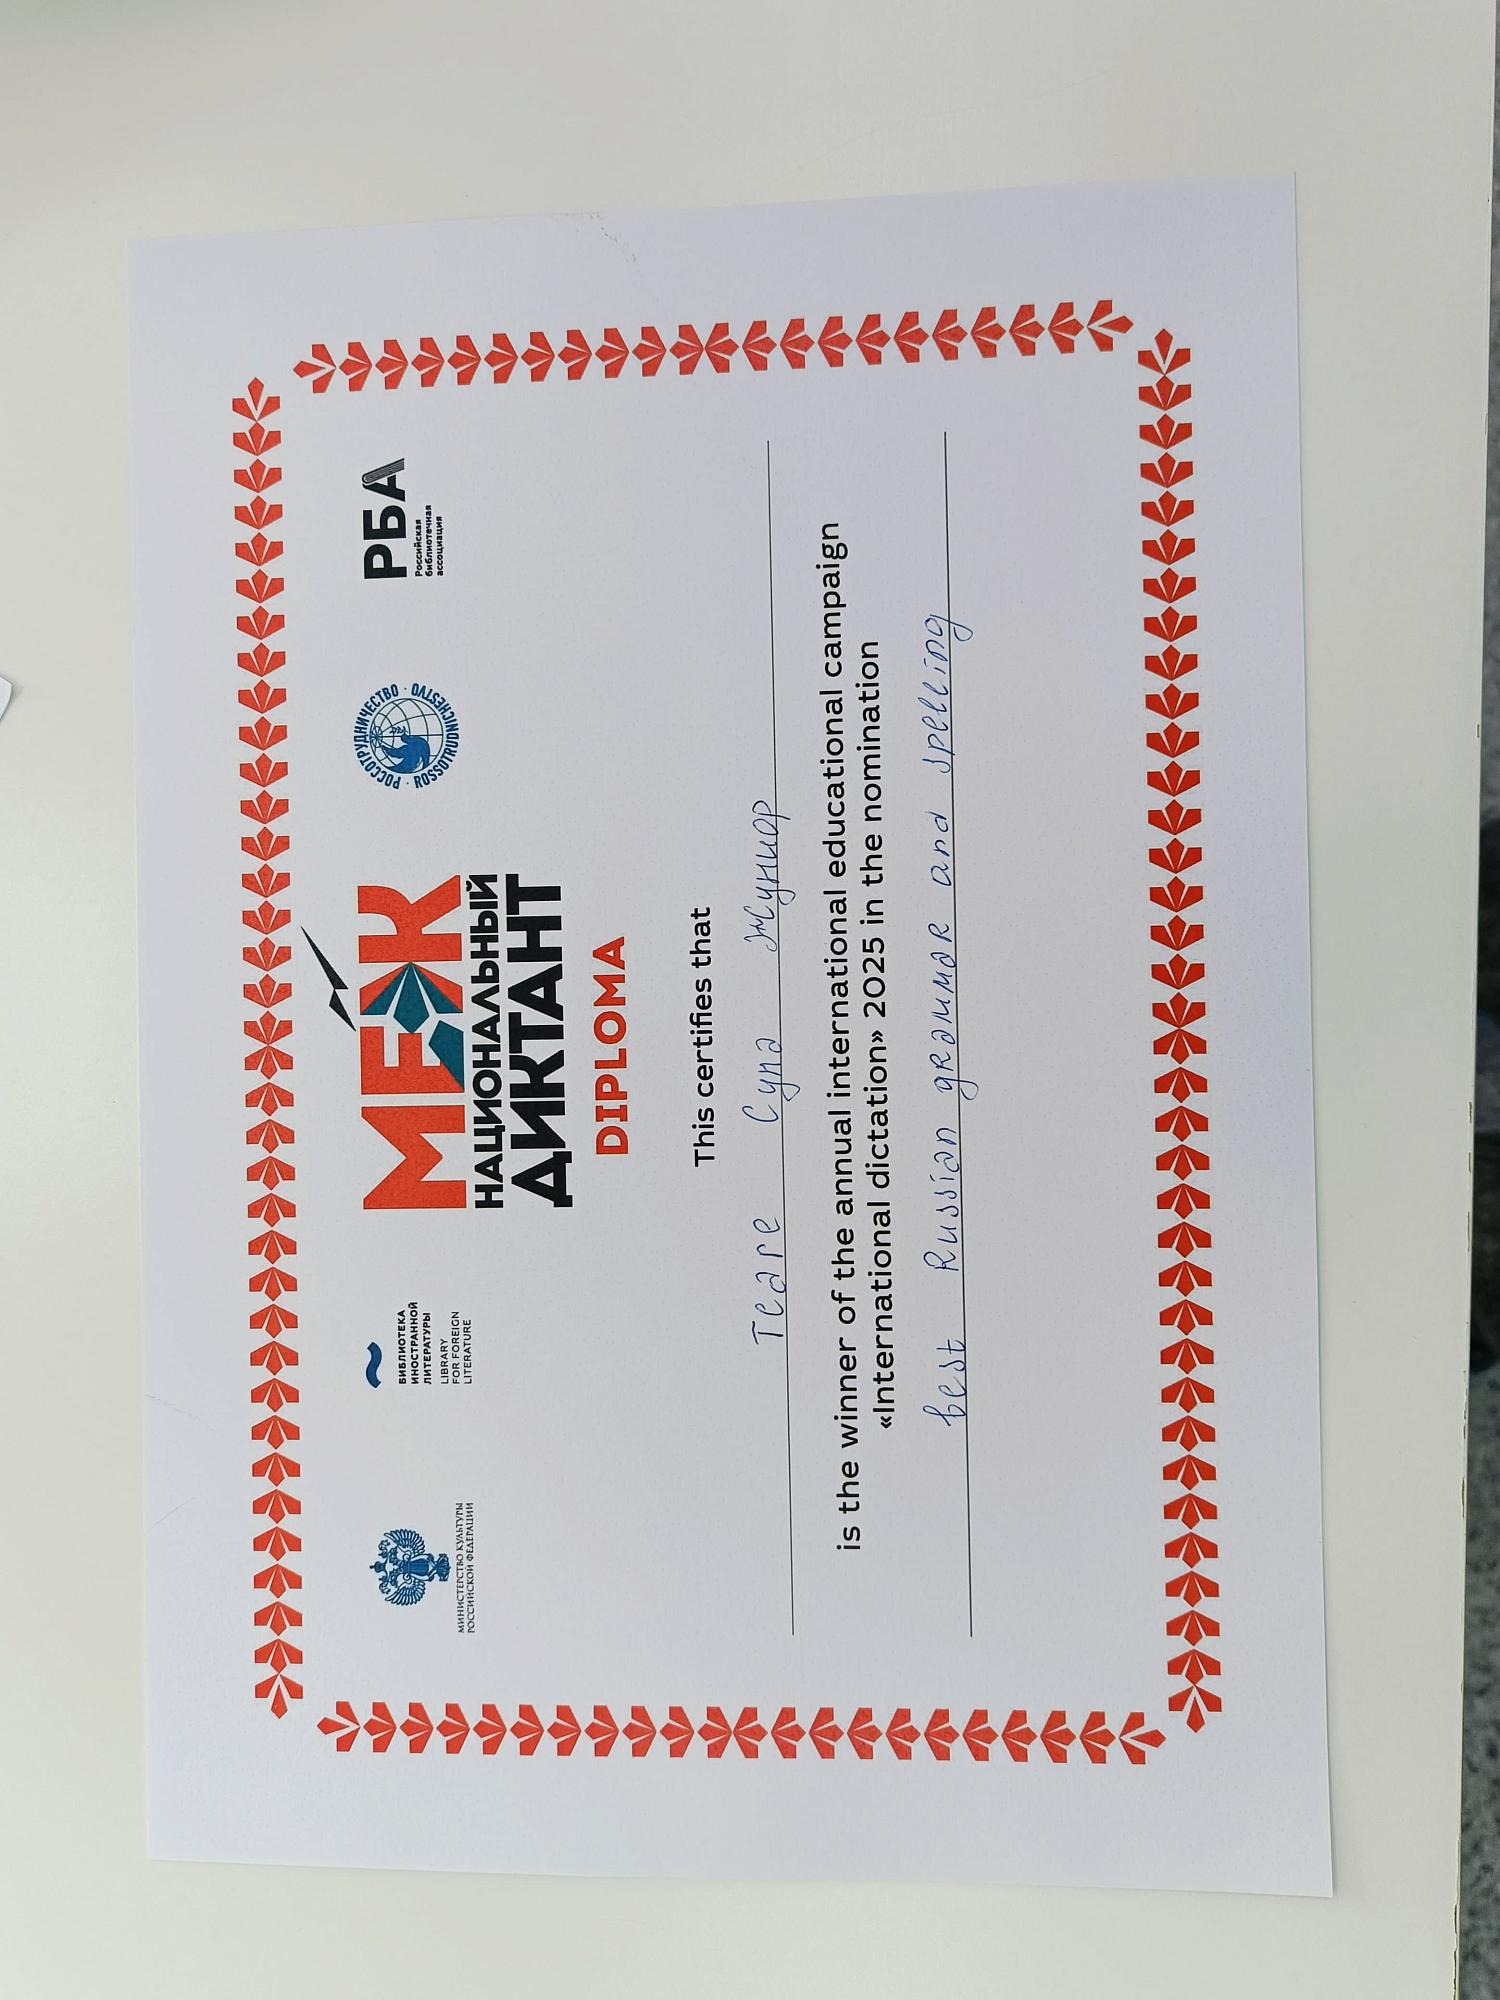 МИНИСТЕРСТВО КУЛЬТУРЫ
РОССИЙСКОЙ ФЕДЕРАЦИИ
БИБЛИОТЕКА
ИНОСТРАННОЙ
ЛИТЕРАТУРЫ
LIBRARY
FOR FOREIGN
LITERATURE
МЕЖ
НАЦИОНАЛЬНЫЙ
ДИКТАНТ
РОССОТРУДНИЧЕСТВО · ROSSOTRUDNICHESTVO ·
РБА
Российская
библиотечная
ассоциация
DIPLOMA
This certifies that
Теаге Супа Жуниор
is the winner of the annual international educational campaign
«International dictation» 2025 in the nomination
best Russian grammar and spelling